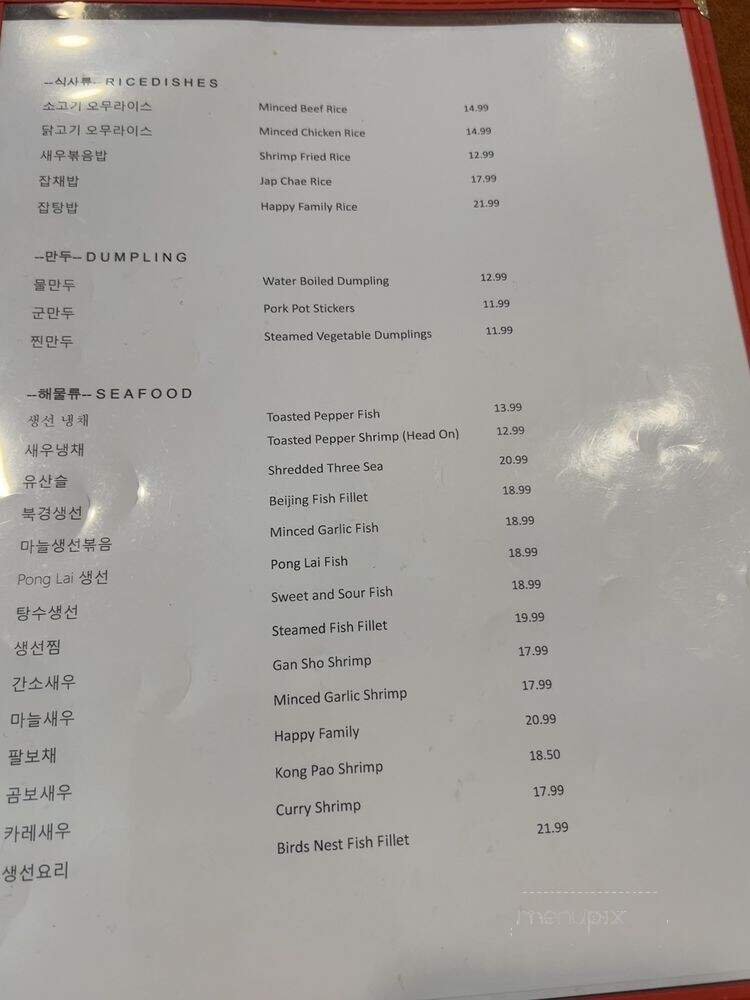 --식사류- RICEDISHES
소고기 오무라이스 Minced Beef Rice 14.99
닭고기 오무라이스 Minced Chicken Rice 14.99
새우볶음밥 Shrimp Fried Rice 12.99
잡채밥 Jap Chae Rice 17.99
잡탕밥 Happy Family Rice 21.99
--만두-- DUMPLING
물만두 Water Boiled Dumpling 12.99
군만두 Pork Pot Stickers 11.99
찐만두 Steamed Vegetable Dumplings 11.99
--해물류-- SEAFOOD
생선 냉채 Toasted Pepper Fish 13.99
새우냉채 Toasted Pepper Shrimp (Head On) 12.99
유산슬 Shredded Three Sea 20.99
북경생선 Beijing Fish Fillet 18.99
마늘생선볶음 Minced Garlic Fish 18.99
Pong Lai 생선 Pong Lai Fish 18.99
탕수생선 Sweet and Sour Fish 18.99
생선찜 Steamed Fish Fillet 19.99
간소새우 Gan Sho Shrimp 17.99
마늘새우 Minced Garlic Shrimp 17.99
팔보채 Happy Family 20.99
곰보새우 Kong Pao Shrimp 18.50
카레새우 Curry Shrimp 17.99
생선요리 Birds Nest Fish Fillet 21.99
menupix